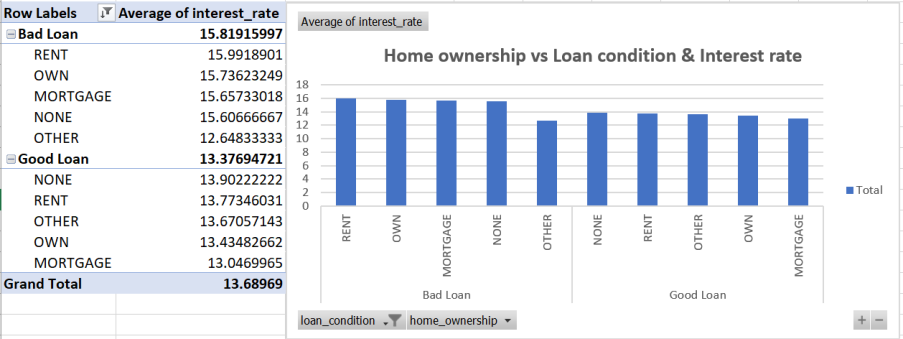 Row Labels Average of interest_rate
Bad Loan 15.81915997
RENT 15.9918901
OWN 15.73623249
MORTGAGE 15.65733018
NONE 15.60666667
OTHER 12.64833333
Good Loan 13.37694721
NONE 13.90222222
RENT 13.77346031
OTHER 13.67057143
OWN 13.43482662
MORTGAGE 13.0469965
Grand Total 13.68969
Average of interest_rate
Home ownership vs Loan condition & Interest rate
18
16
14
12
10
8
6
4
2
0
RENT
OWN
MORTGAGE
NONE
OTHER
NONE
RENT
OTHER
OWN
MORTGAGE
Bad Loan Good Loan
Total
loan_condition home_ownership